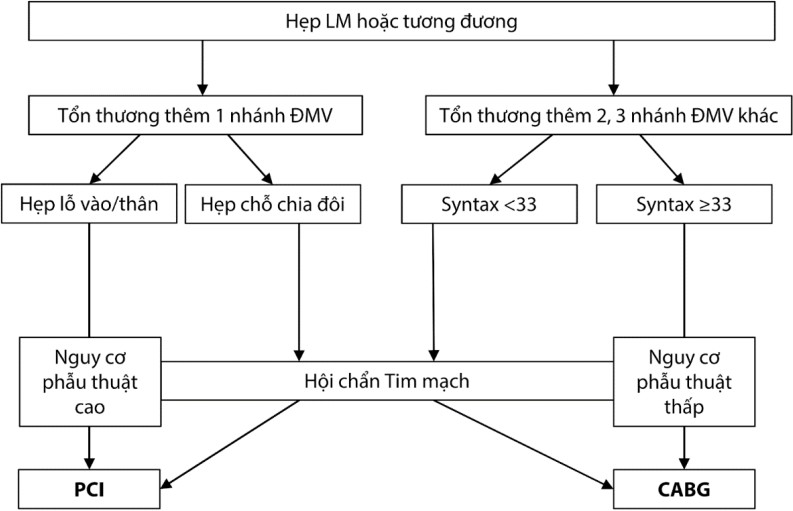 Hẹp LM hoặc tương đương
Tổn thương thêm 1 nhánh ĐMV
Tổn thương thêm 2, 3 nhánh ĐMV khác
Hẹp lỗ vào/thân
Hẹp chỗ chia đôi
Syntax <33
Syntax ≥33
Nguy cơ
phẫu thuật
cao
Hội chẩn Tim mạch
Nguy cơ
phẫu thuật
thấp
PCI
CABG